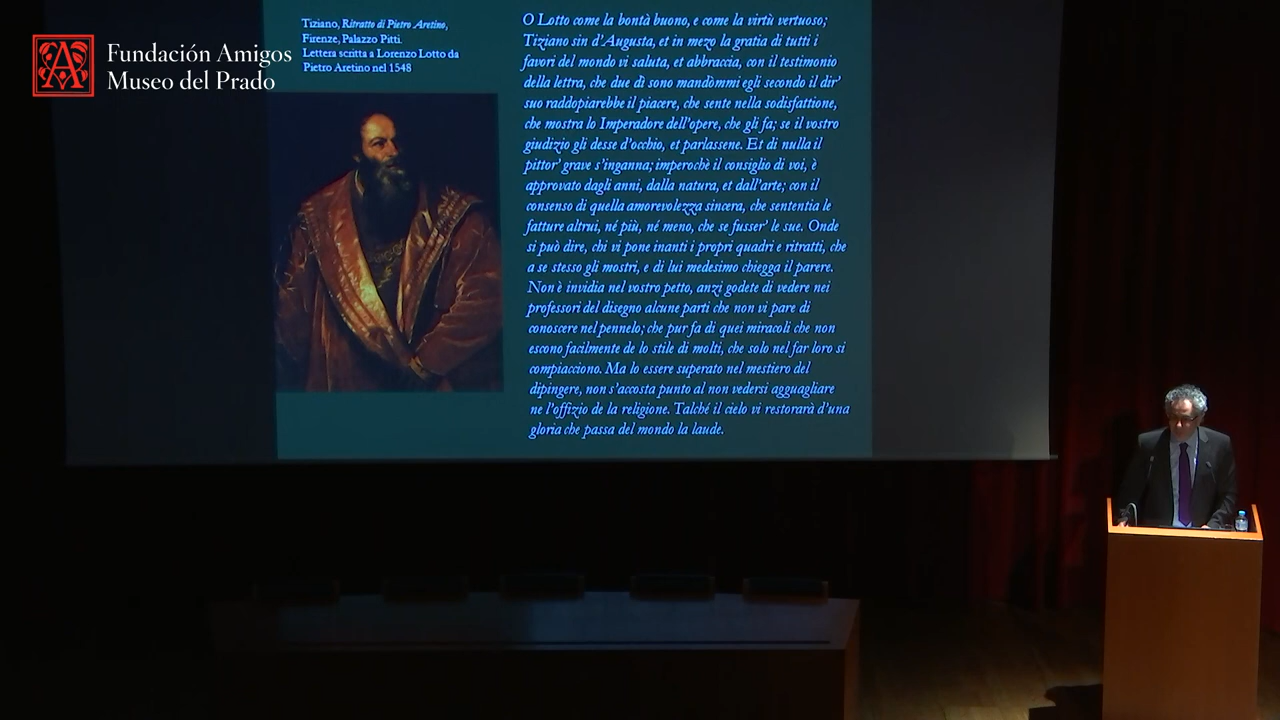 Fundación Amigos
Museo del Prado
Tiziano, Ritratto di Pietro Aretino,
Firenze, Palazzo Pitti.
Lettera scritta a Lorenzo Lotto da
Pietro Aretino nel 1548
O Lotto come la bontà buono, e come la virtù vertuoso;
Tiziano sin d'Augusta, et in mezo la gratia di tutti i
favori del mondo vi saluta, et abbraccia, con il testimonio
della lettra, che due dì sono mandòmmi egli secondo il dir'
suo raddopiarebbe il piacere, che sente nella sodisfattione,
che mostra lo Imperadore dell'opere, che gli fa; se il vostro
giudizio gli desse d'occhio, et parlassene. Et di nulla il
pittor' grave s'inganna; imperochè il consiglio di voi, è
approvato dagli anni, dalla natura, et dall'arte; con il
consenso di quella amorevolezza sincera, che sententia le
fatture altrui, né più, né meno, che se fusser' le sue. Onde
si può dire, chi vi pone inanti i propri quadri e ritratti, che
a se stesso gli mostri, e di lui medesimo chiegga il parere.
Non è invidia nel vostro petto, anzi godete di vedere nei
professori del disegno alcune parti che non vi pare di
conoscere nel pennelo; che pur fa di quei miracoli che non
escono facilmente de lo stile di molti, che solo nel far loro si
compiacciono. Ma lo essere superato nel mestiero del
dipingere, non s'accosta punto al non vedersi agguagliare
ne l'offizio de la religione. Talché il cielo vi restorarà d'una
gloria che passa del mondo la laude.